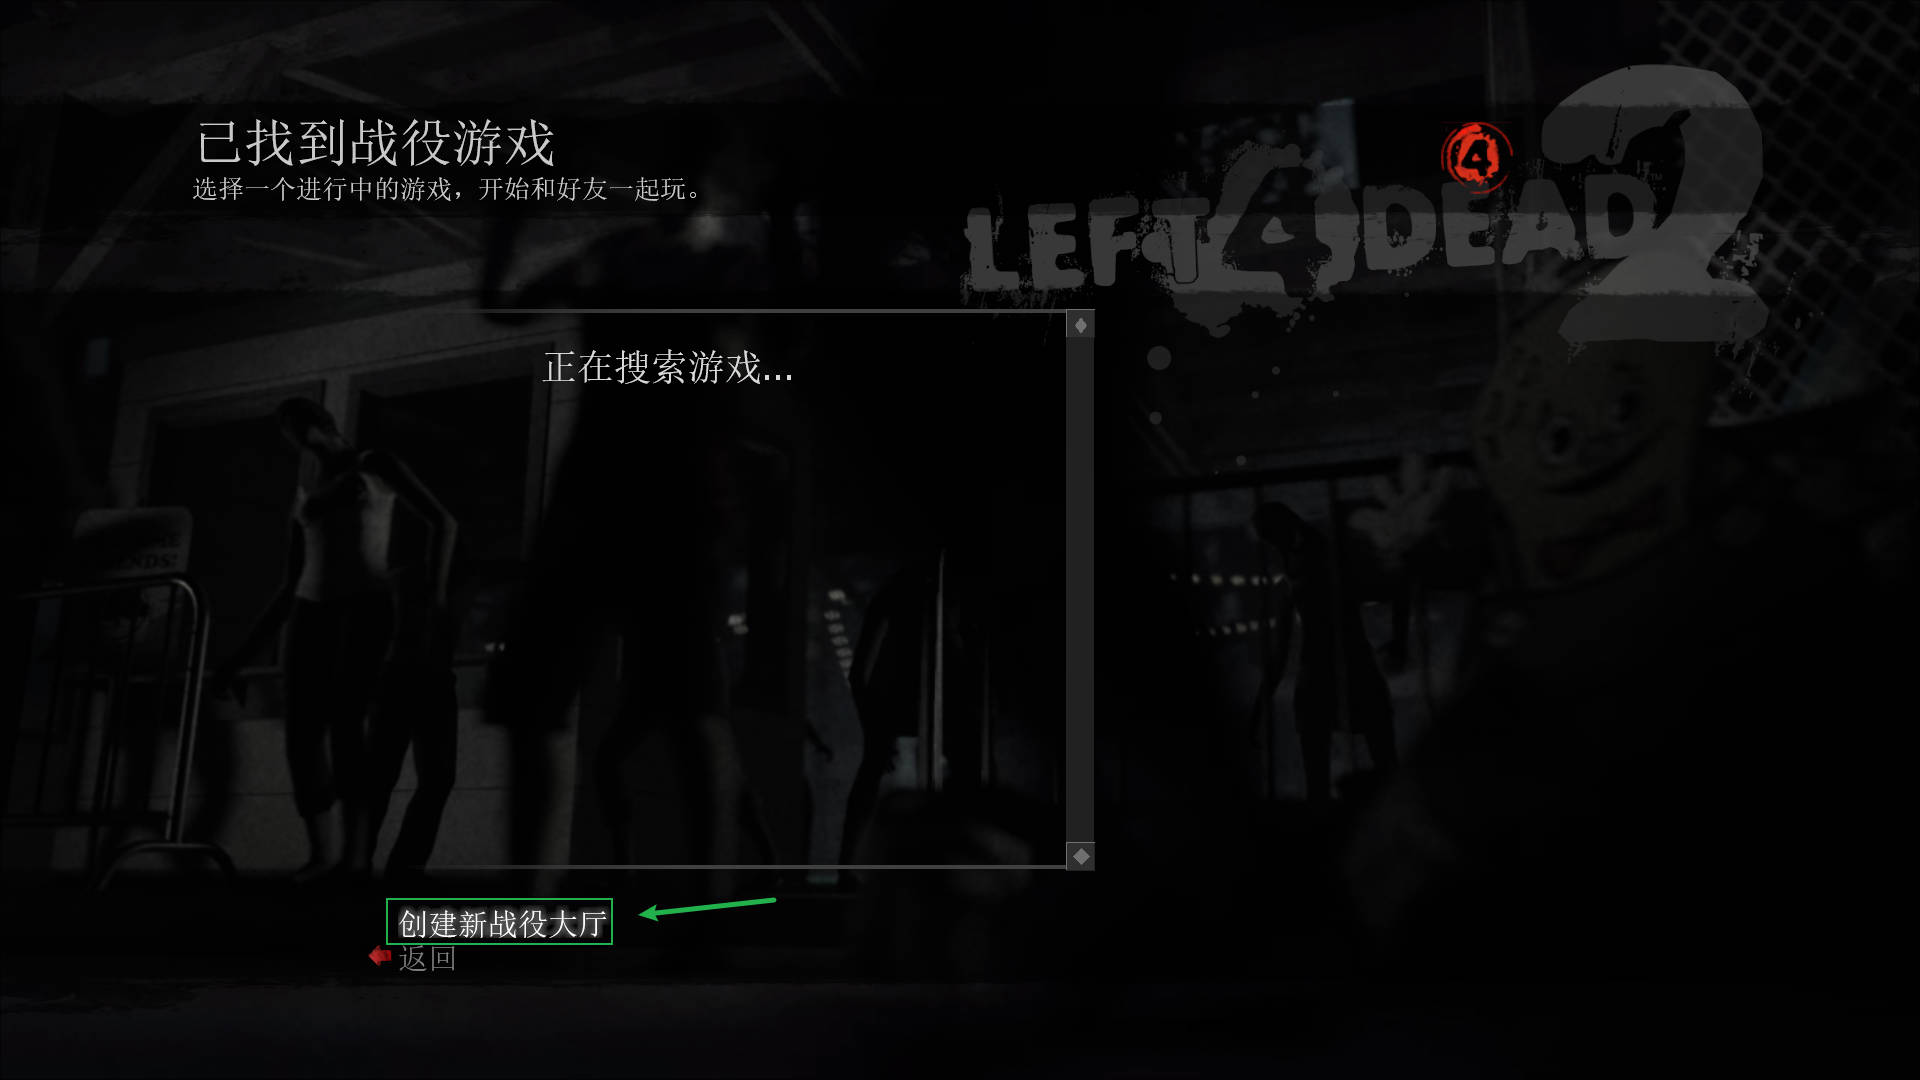 已找到战役游戏
选择一个进行中的游戏，开始和好友一起玩。
4
LEFT 4 DEAD 2
™
正在搜索游戏...
创建新战役大厅
返回